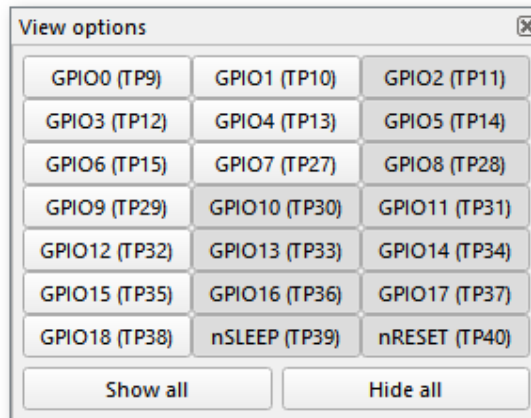 View options
GPIO0 (TP9) GPIO1 (TP10) GPIO2 (TP11)
GPIO3 (TP12) GPIO4 (TP13) GPIO5 (TP14)
GPIO6 (TP15) GPIO7 (TP27) GPIO8 (TP28)
GPIO9 (TP29) GPIO10 (TP30) GPIO11 (TP31)
GPIO12 (TP32) GPIO13 (TP33) GPIO14 (TP34)
GPIO15 (TP35) GPIO16 (TP36) GPIO17 (TP37)
GPIO18 (TP38) nSLEEP (TP39) nRESET (TP40)
Show all Hide all